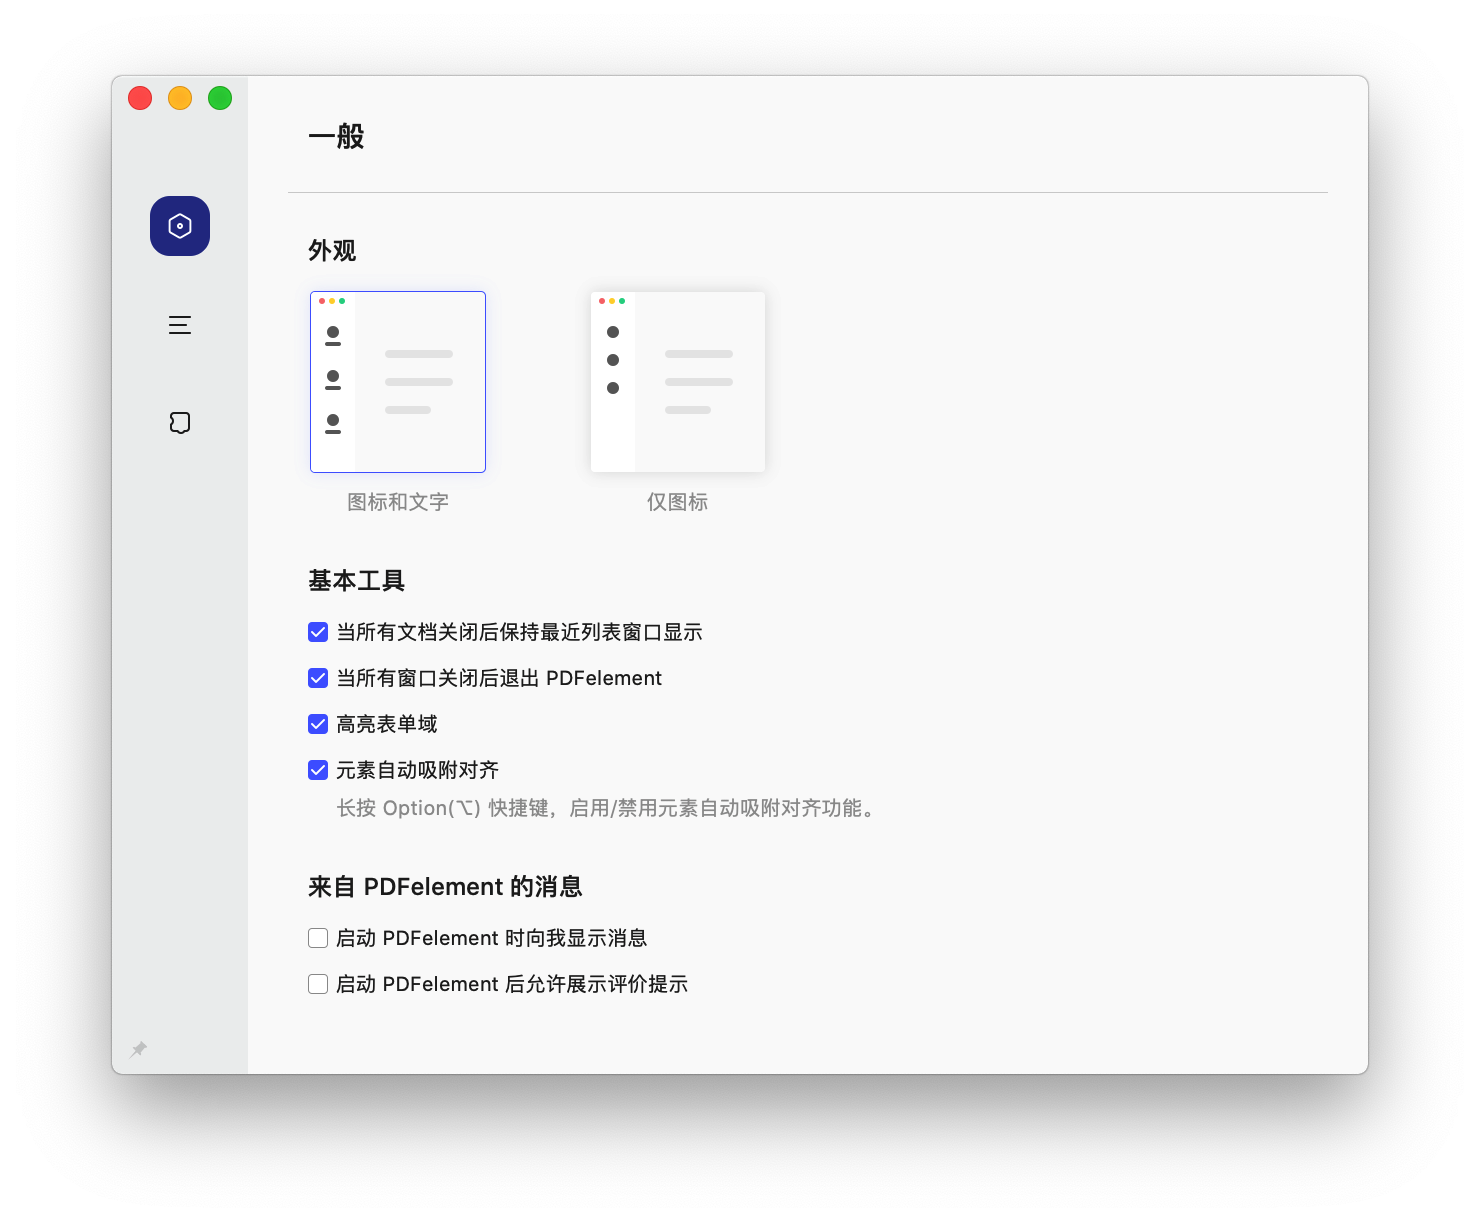 一般
外观
图标和文字
仅图标
基本工具
当所有文档关闭后保持最近列表窗口显示
当所有窗口关闭后退出 PDFelement
高亮表单域
元素自动吸附对齐
长按 Option(⌥) 快捷键，启用/禁用元素自动吸附对齐功能。
来自 PDFelement 的消息
启动 PDFelement 时向我显示消息
启动 PDFelement 后允许展示评价提示